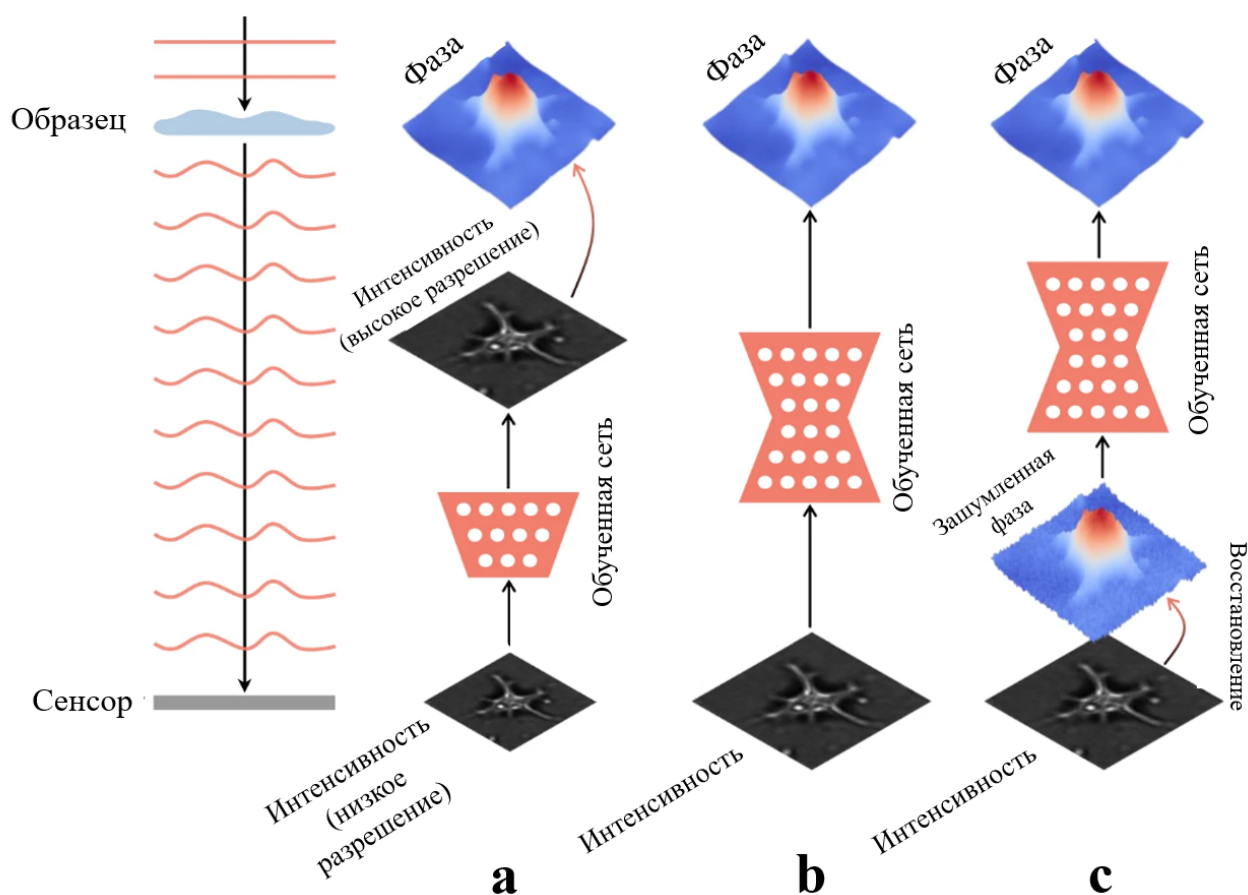 Образец
Сенсор
Фаза
Интенсивность
(высокое разрешение)
Обученная сеть
Интенсивность
(низкое
разрешение)
a
Фаза
Обученная сеть
Интенсивность
b
Фаза
Обученная сеть
Зашумленная
фаза
Восстановление
Интенсивность
c